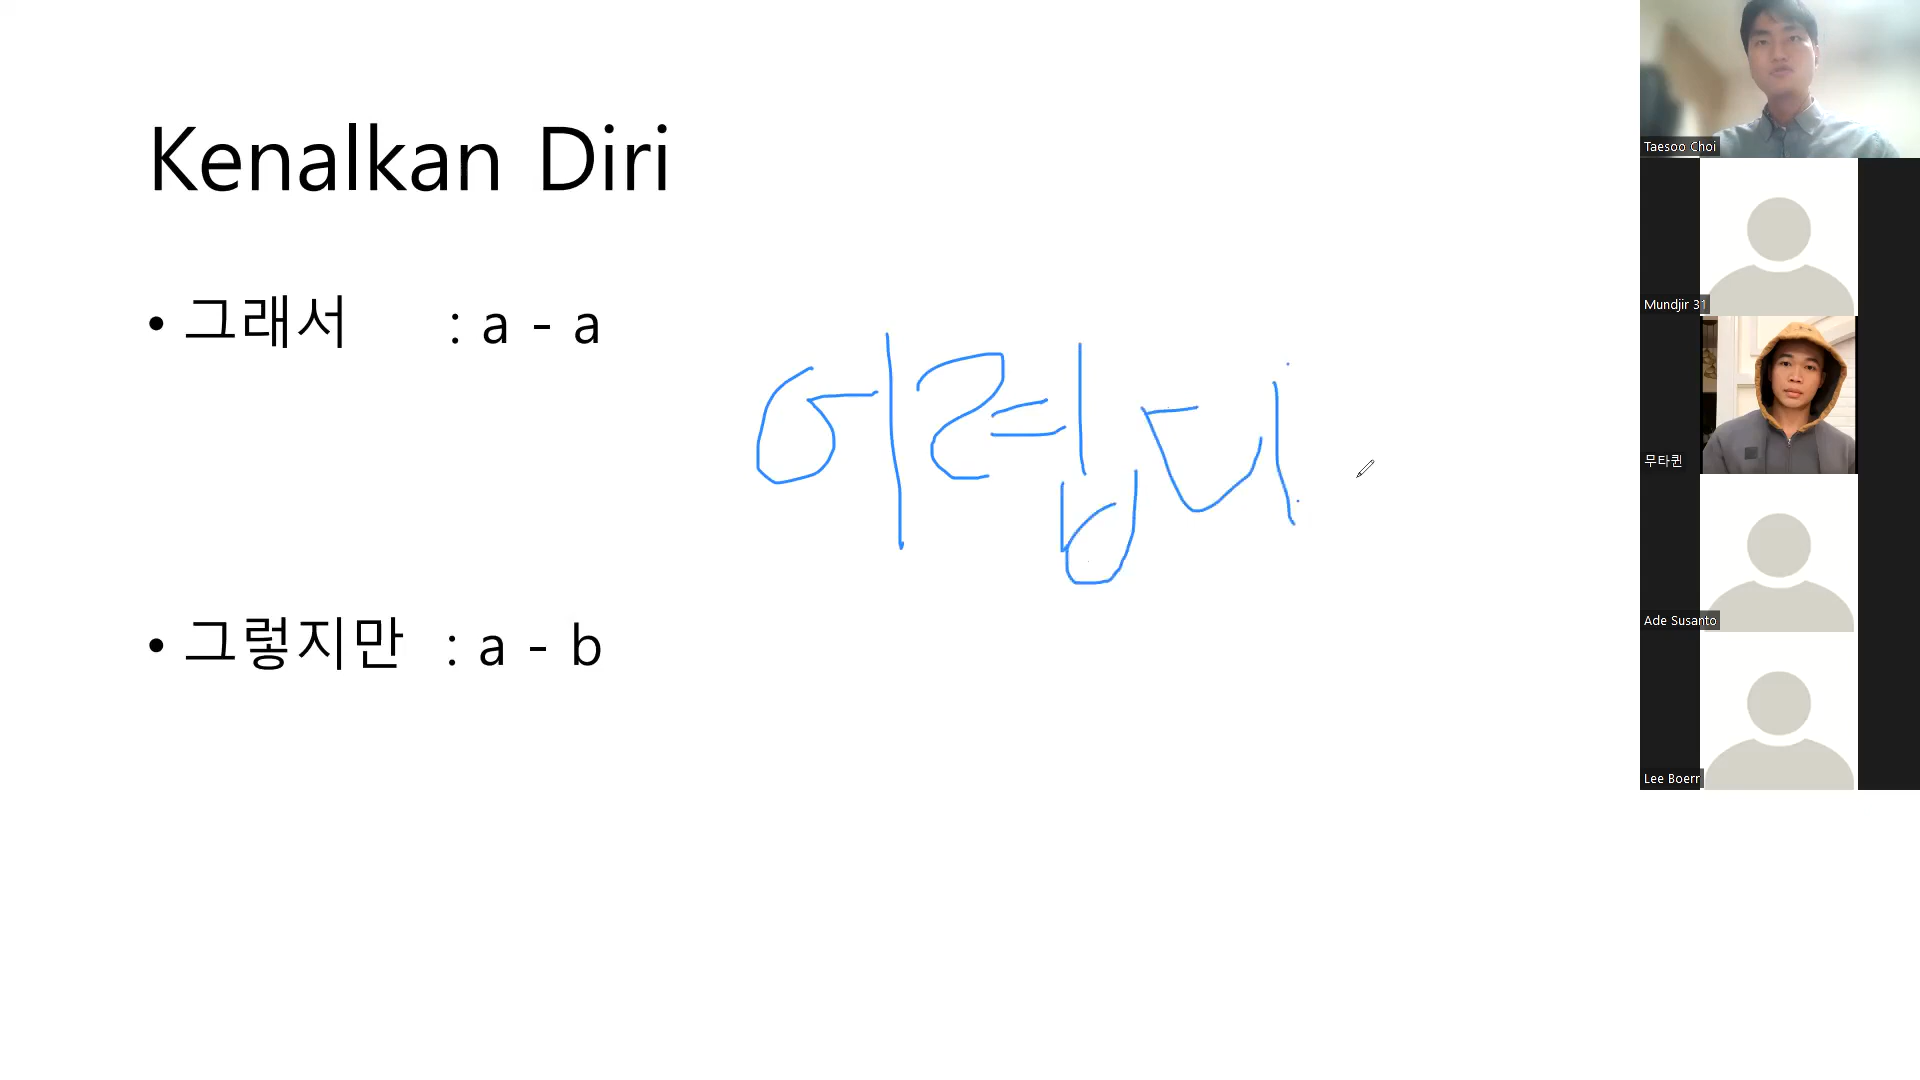 Kenalkan Diri
• 그래서 : a - a
어렵다
• 그렇지만 : a - b
Taesoo Choi
Mundjir 31
무타퀸
Ade Susanto
Lee Boerr